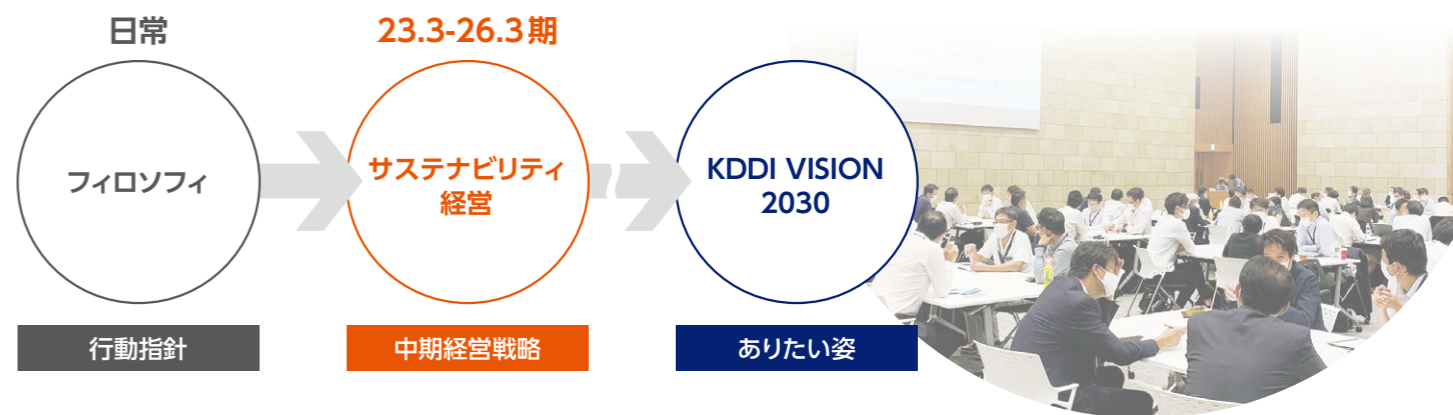 日常
フィロソフィ
行動指針
23.3-26.3期
サステナビリティ
経営
中期経営戦略
KDDI VISION
2030
ありたい姿